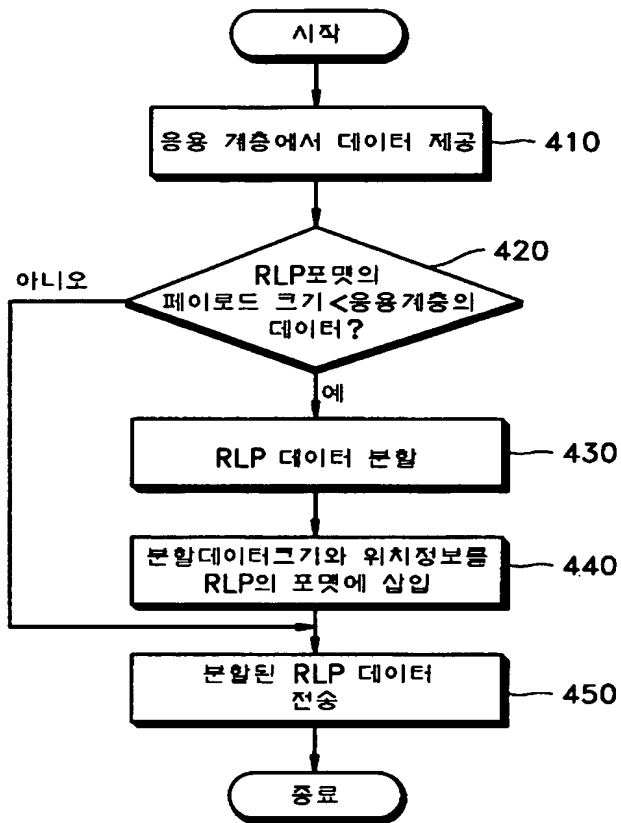 시작
응용 계층에서 데이터 제공
410
420
아니오
RLP포맷의
페이로드 크기<응용계층의
데이터?
예
RLP 데이터 분할
430
분할데이터크기와 위치정보를
RLP의 포맷에 삽입
440
분할된 RLP 데이터
전송
450
종료